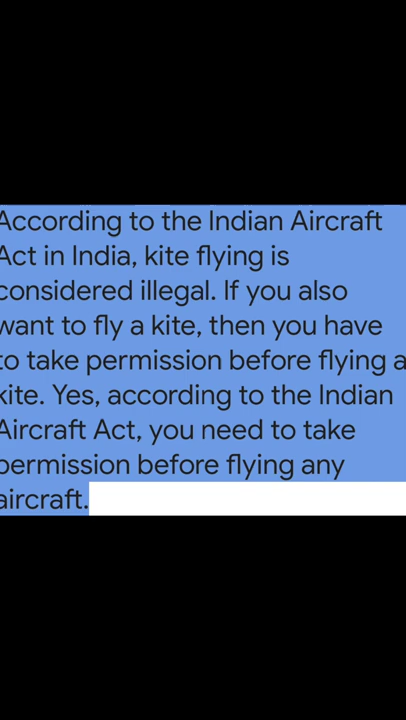 According to the Indian Aircraft
Act in India, kite flying is
considered illegal. If you also
want to fly a kite, then you have
to take permission before flying a
kite. Yes, according to the Indian
Aircraft Act, you need to take
permission before flying any
aircraft.